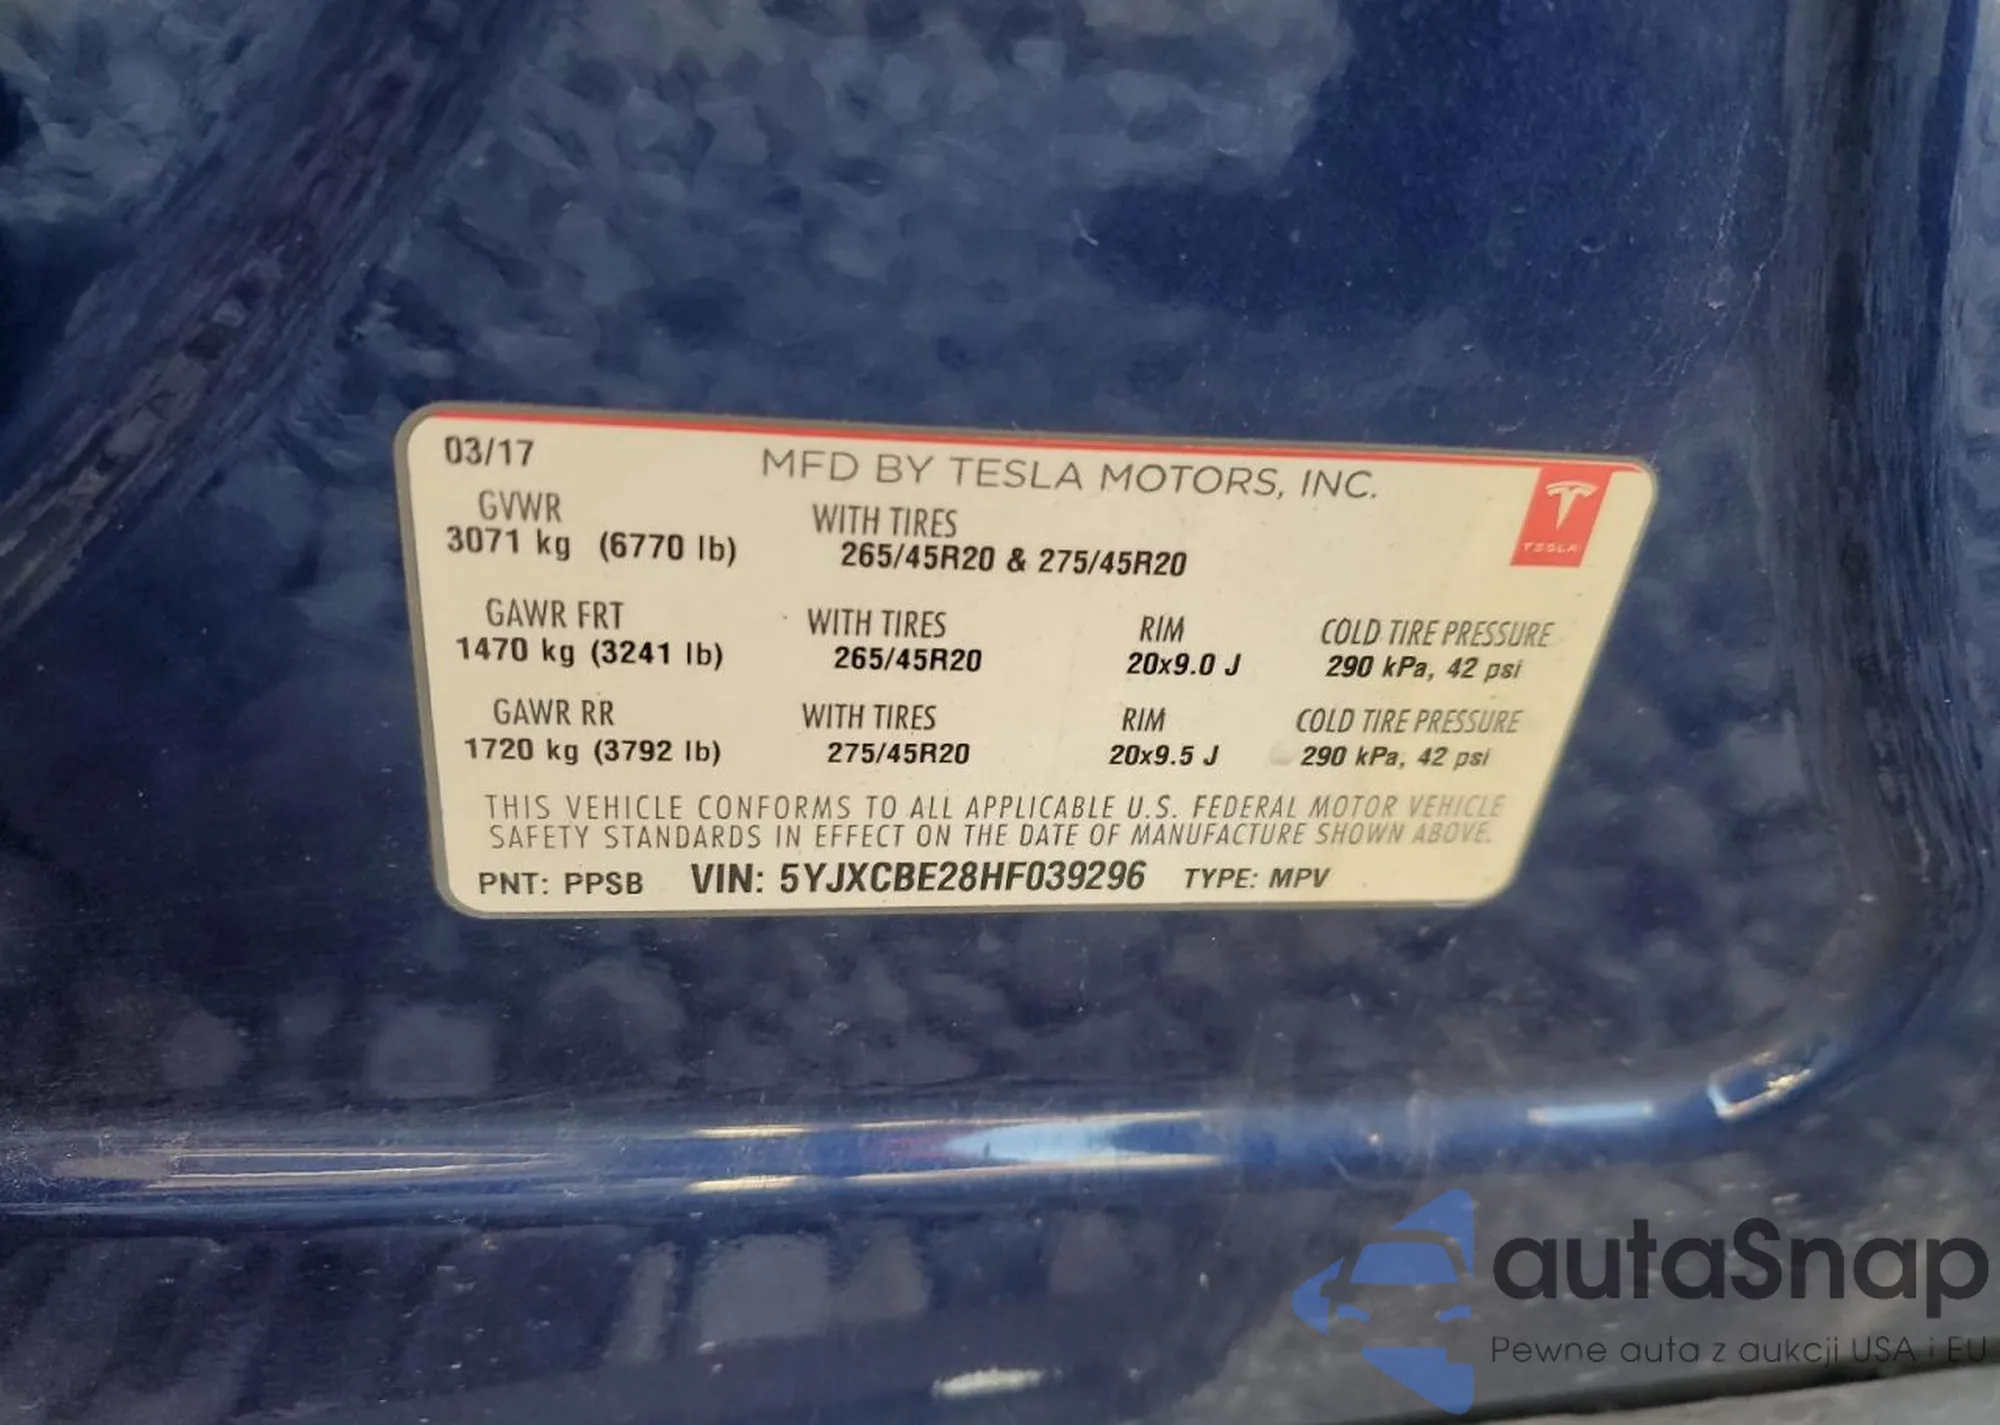 03/17
MFD BY TESLA MOTORS, INC.
GVWR WITH TIRES
3071 kg (6770 lb) 265/45R20 & 275/45R20
TESLA
GAWR FRT WITH TIRES RIM COLD TIRE PRESSURE
1470 kg (3241 lb) 265/45R20 20x9.0 J 290 kPa, 42 psi
GAWR RR WITH TIRES RIM COLD TIRE PRESSURE
1720 kg (3792 lb) 275/45R20 20x9.5 J 290 kPa, 42 psi
THIS VEHICLE CONFORMS TO ALL APPLICABLE U.S. FEDERAL MOTOR VEHICLE
SAFETY STANDARDS IN EFFECT ON THE DATE OF MANUFACTURE SHOWN ABOVE.
PNT: PPSB VIN: 5YJXCBE28HF039296 TYPE: MPV
autaSnap
Pewne auta z aukcji USA i EU